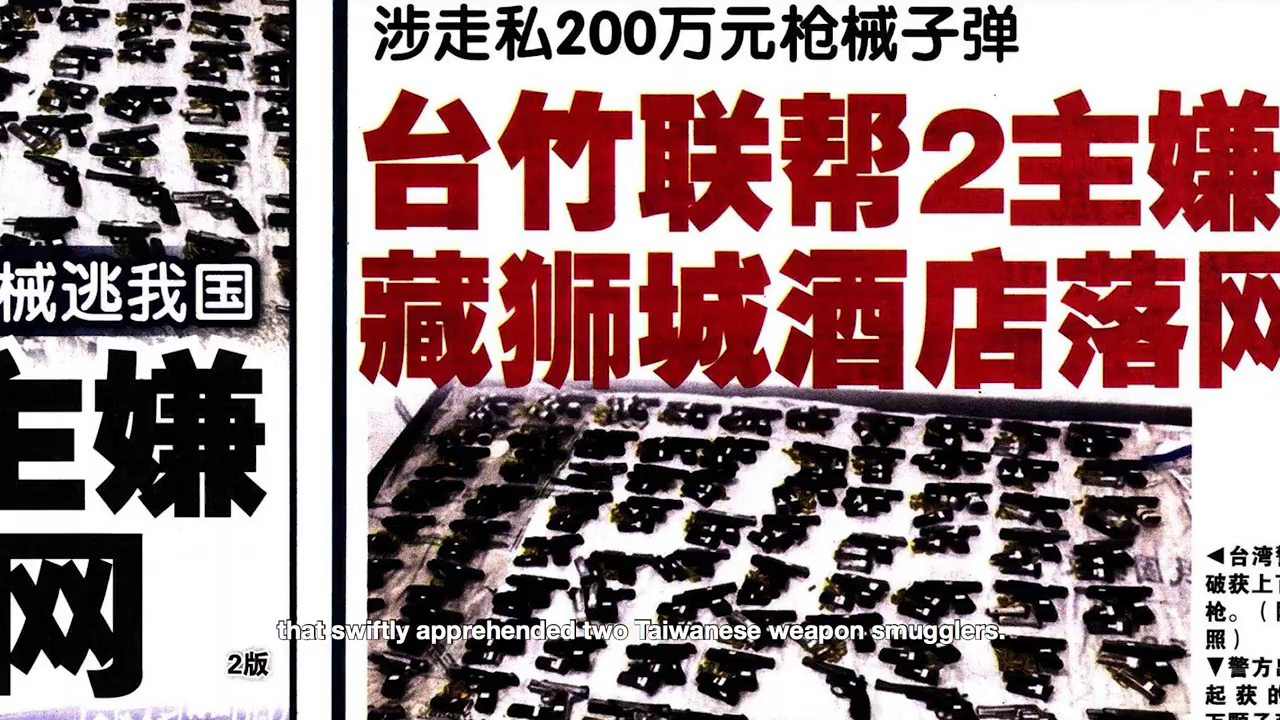 械逃我国
主嫌
网
2版
涉走私200万元枪械子弹
台竹联帮2主嫌
藏狮城酒店落网
◀台湾
破获上
枪。（
照）
▼警方
起获的
that swiftly apprehended two Taiwanese weapon smugglers.